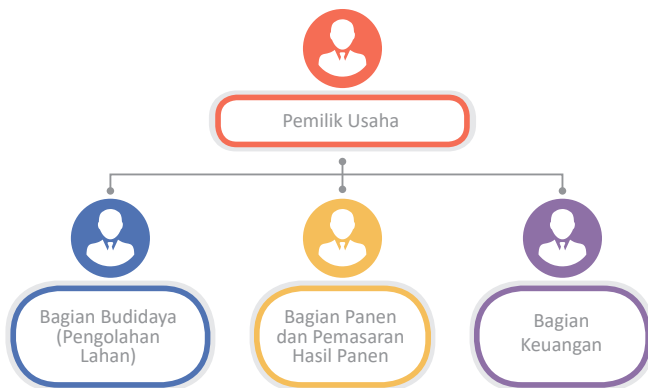 Pemilik Usaha
Bagian Budidaya
(Pengolahan
Lahan)
Bagian Panen
dan Pemasaran
Hasil Panen
Bagian
Keuangan